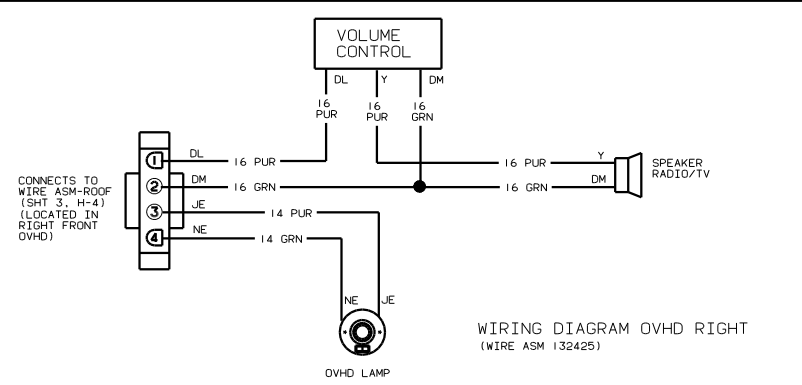 VOLUME
CONTROL
DL
Y
DM
16
PUR
16
PUR
16
GRN
1
DL
16 PUR
16 PUR
Y
SPEAKER
RADIO/TV
CONNECTS TO
WIRE ASM-ROOF
(SHT 3, H-4)
(LOCATED IN
RIGHT FRONT
OVHD)
2
DM
16 GRN
16 GRN
DM
3
JE
14 PUR
4
NE
14 GRN
NE
JE
WIRING DIAGRAM OVHD RIGHT
(WIRE ASM 132425)
OVHD LAMP